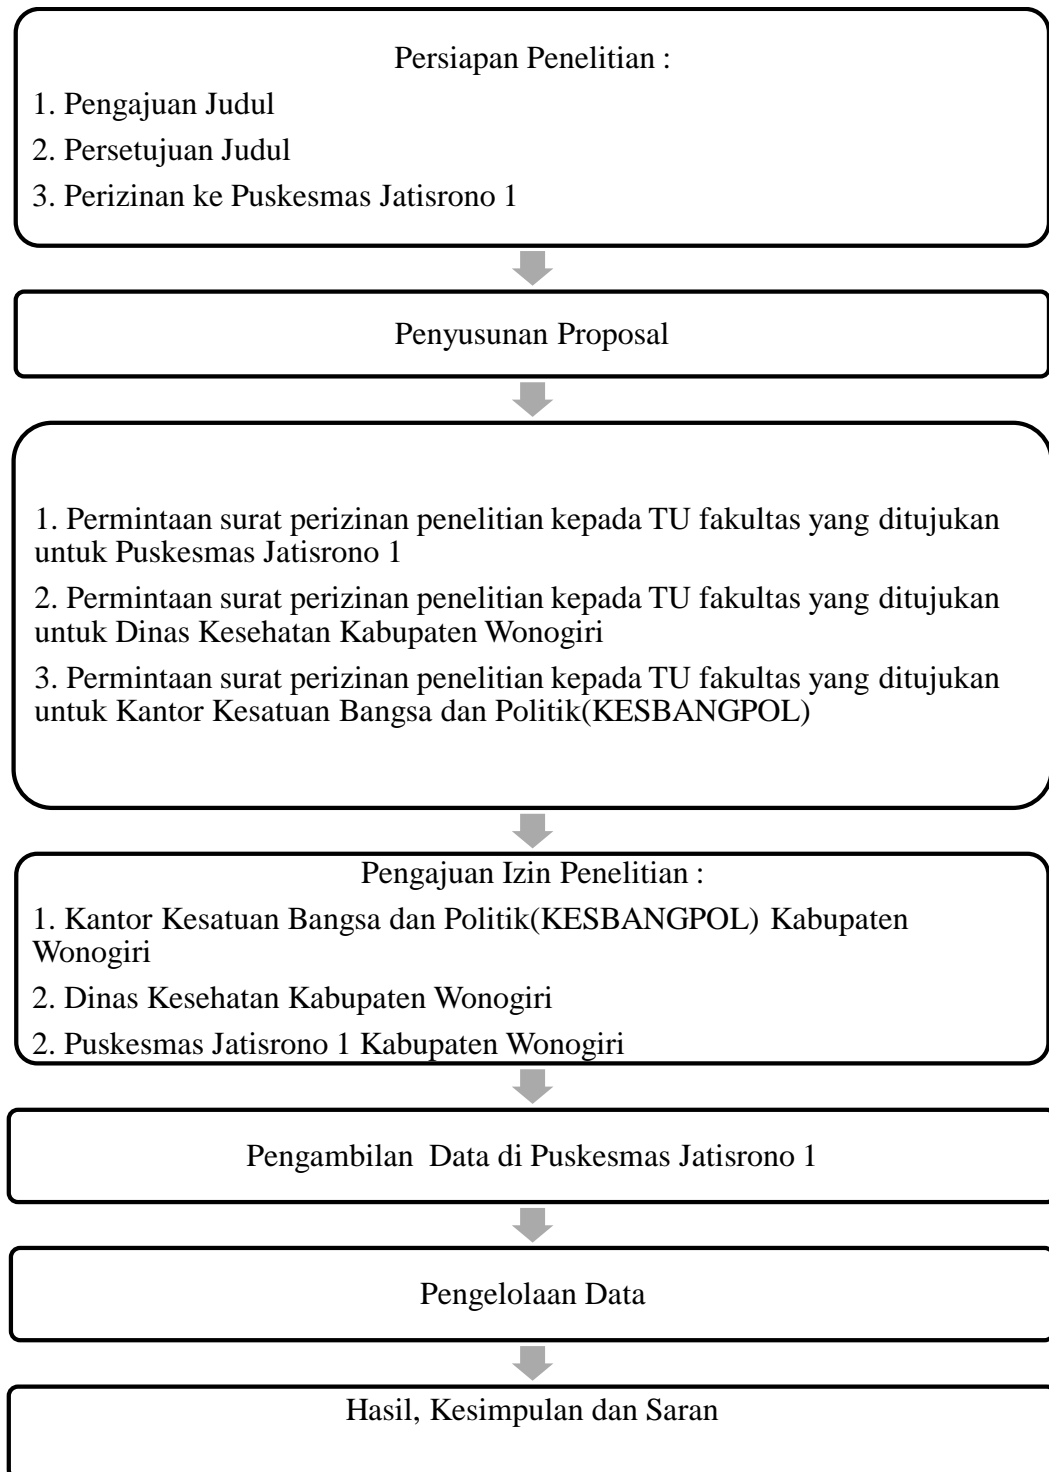 Persiapan Penelitian :
1. Pengajuan Judul
2. Persetujuan Judul
3. Perizinan ke Puskesmas Jatisrono 1
Penyusunan Proposal
1. Permintaan surat perizinan penelitian kepada TU fakultas yang ditujukan
untuk Puskesmas Jatisrono 1
2. Permintaan surat perizinan penelitian kepada TU fakultas yang ditujukan
untuk Dinas Kesehatan Kabupaten Wonogiri
3. Permintaan surat perizinan penelitian kepada TU fakultas yang ditujukan
untuk Kantor Kesatuan Bangsa dan Politik(KESBANGPOL)
Pengajuan Izin Penelitian :
1. Kantor Kesatuan Bangsa dan Politik(KESBANGPOL) Kabupaten
Wonogiri
2. Dinas Kesehatan Kabupaten Wonogiri
2. Puskesmas Jatisrono 1 Kabupaten Wonogiri
Pengambilan Data di Puskesmas Jatisrono 1
Pengelolaan Data
Hasil, Kesimpulan dan Saran